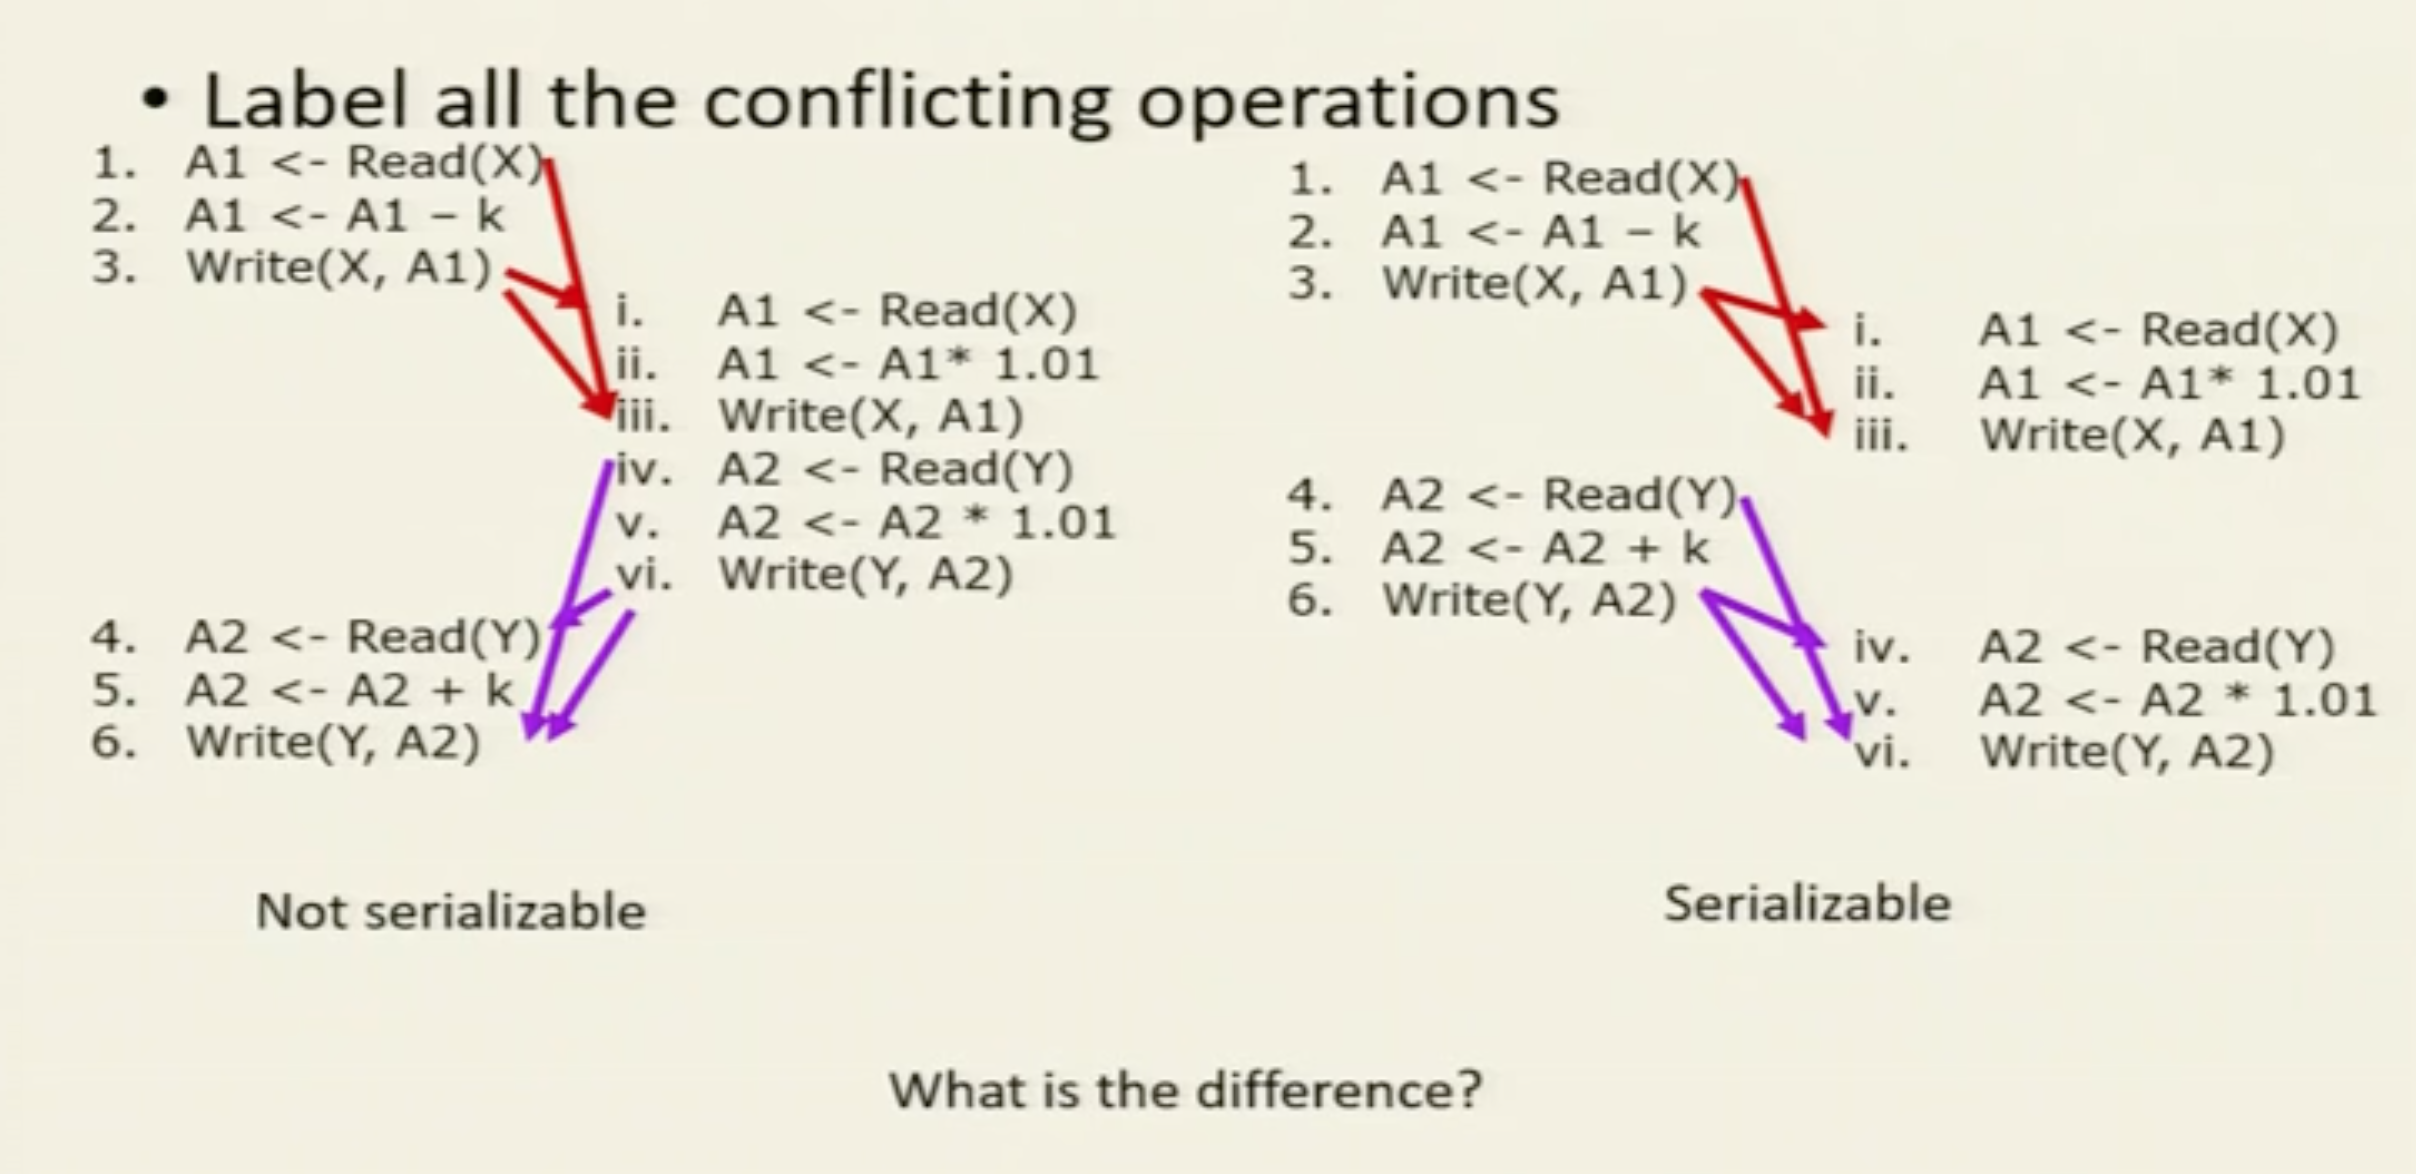 • Label all the conflicting operations
1. A1 <- Read(X)
2. A1 <- A1 – k
3. Write(X, A1)
i. A1 <- Read(X)
ii. A1 <- A1* 1.01
iii. Write(X, A1)
iv. A2 <- Read(Y)
v. A2 <- A2 * 1.01
vi. Write(Y, A2)
4. A2 <- Read(Y)
5. A2 <- A2 + k
6. Write(Y, A2)
Not serializable
1. A1 <- Read(X)
2. A1 <- A1 – k
3. Write(X, A1)
i. A1 <- Read(X)
ii. A1 <- A1* 1.01
iii. Write(X, A1)
4. A2 <- Read(Y)
5. A2 <- A2 + k
6. Write(Y, A2)
iv. A2 <- Read(Y)
v. A2 <- A2 * 1.01
vi. Write(Y, A2)
Serializable
What is the difference?